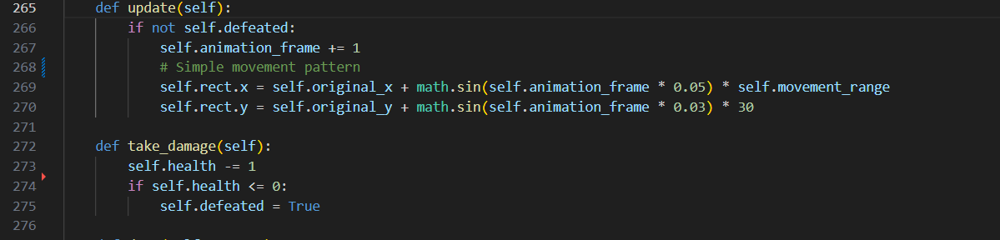 265 def update(self):
266 if not self.defeated:
267 self.animation_frame += 1
268 # Simple movement pattern
269 self.rect.x = self.original_x + math.sin(self.animation_frame * 0.05) * self.movement_range
270 self.rect.y = self.original_y + math.sin(self.animation_frame * 0.03) * 30
271
272 def take_damage(self):
273 self.health -= 1
274 if self.health <= 0:
275 self.defeated = True
276